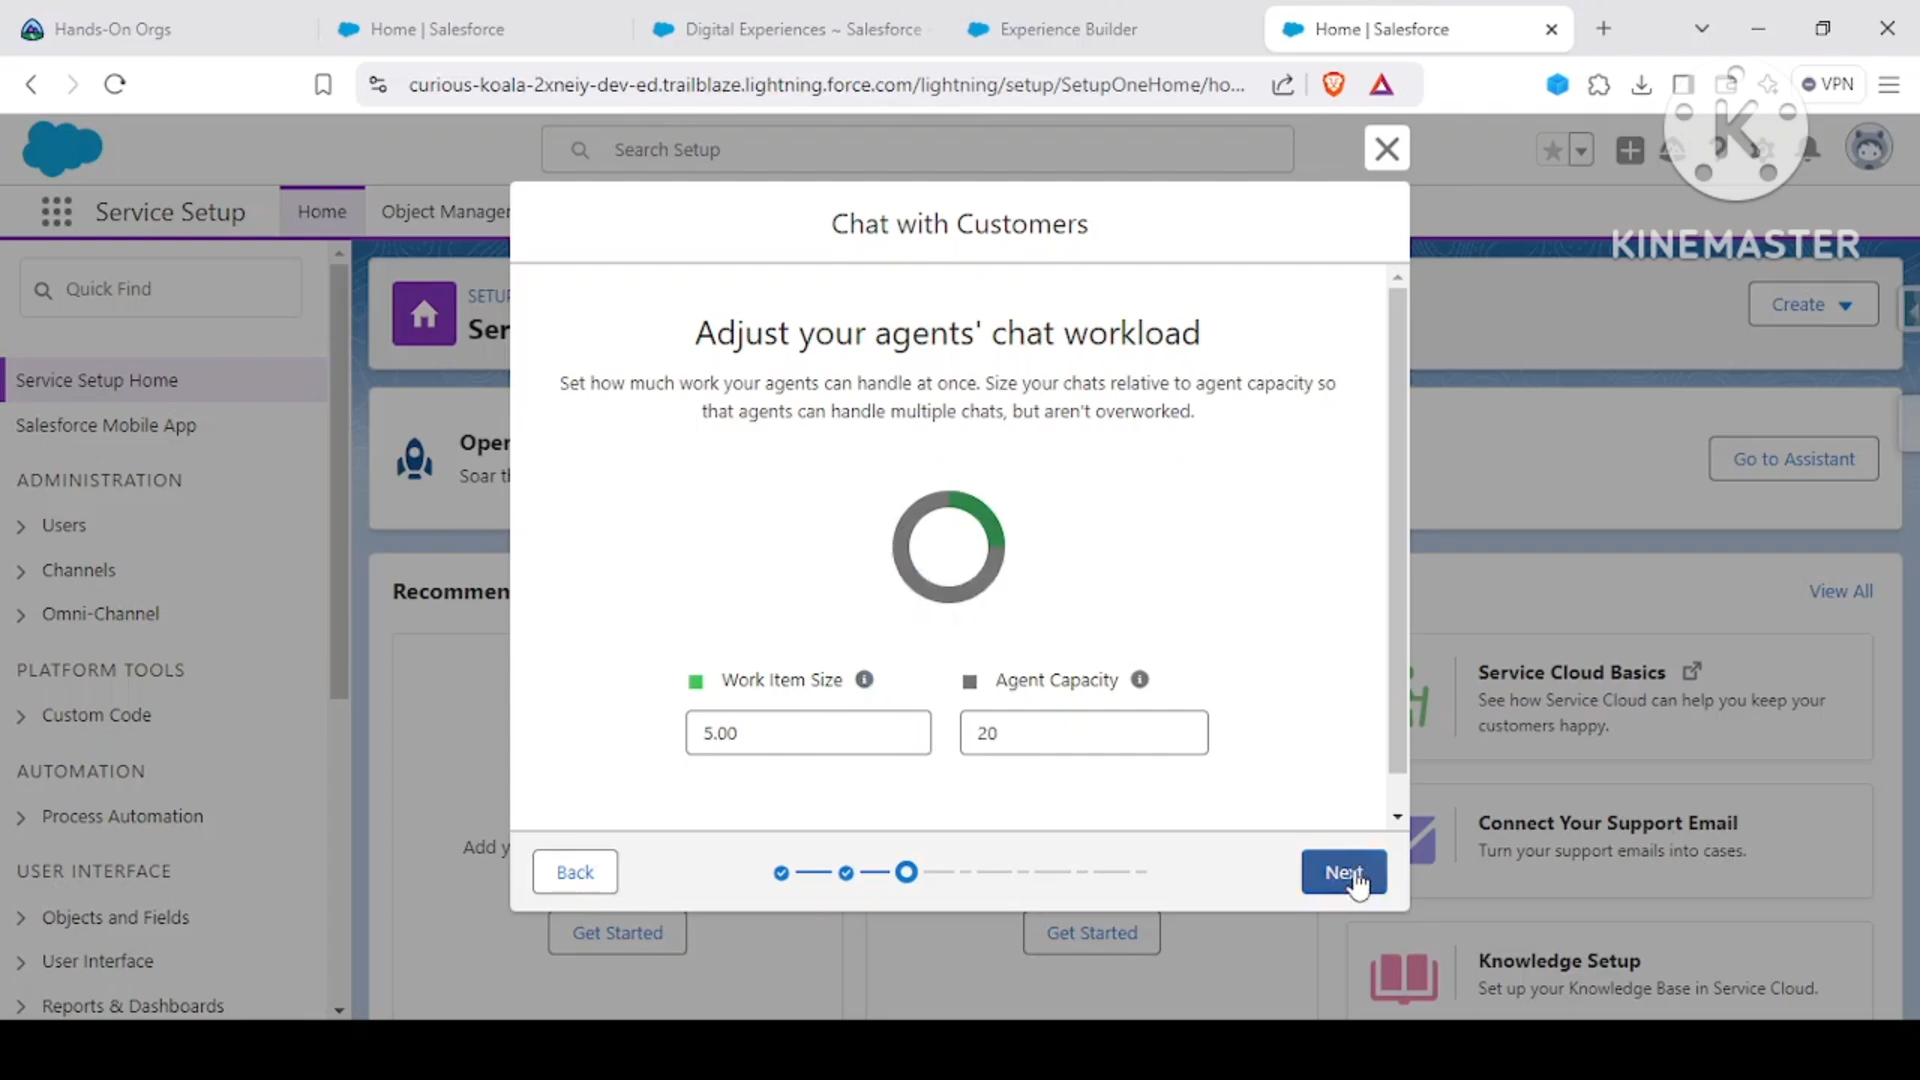 Hands-On Orgs
Home | Salesforce
Digital Experiences ~ Salesforce
Experience Builder
Home | Salesforce
curious-koala-2xneiy-dev-ed.trailblaze.lightning.force.com/lightning/setup/SetupOneHome/ho...
VPN
Search Setup
K
KINEMASTER
Service Setup
Home
Object Manager
Quick Find
Service Setup Home
Salesforce Mobile App
ADMINISTRATION
Users
Channels
Omni-Channel
PLATFORM TOOLS
Custom Code
AUTOMATION
Process Automation
USER INTERFACE
Objects and Fields
User Interface
Reports & Dashboards
SETUP
Ser
Create
Open
Soar th
Go to Assistant
Recommen
View All
Add y
Get Started
Get Started
Chat with Customers
Adjust your agents' chat workload
Set how much work your agents can handle at once. Size your chats relative to agent capacity so
that agents can handle multiple chats, but aren't overworked.
Work Item Size
Agent Capacity
5.00
20
Back
Next
Service Cloud Basics
See how Service Cloud can help you keep your
customers happy.
Connect Your Support Email
Turn your support emails into cases.
Knowledge Setup
Set up your Knowledge Base in Service Cloud.